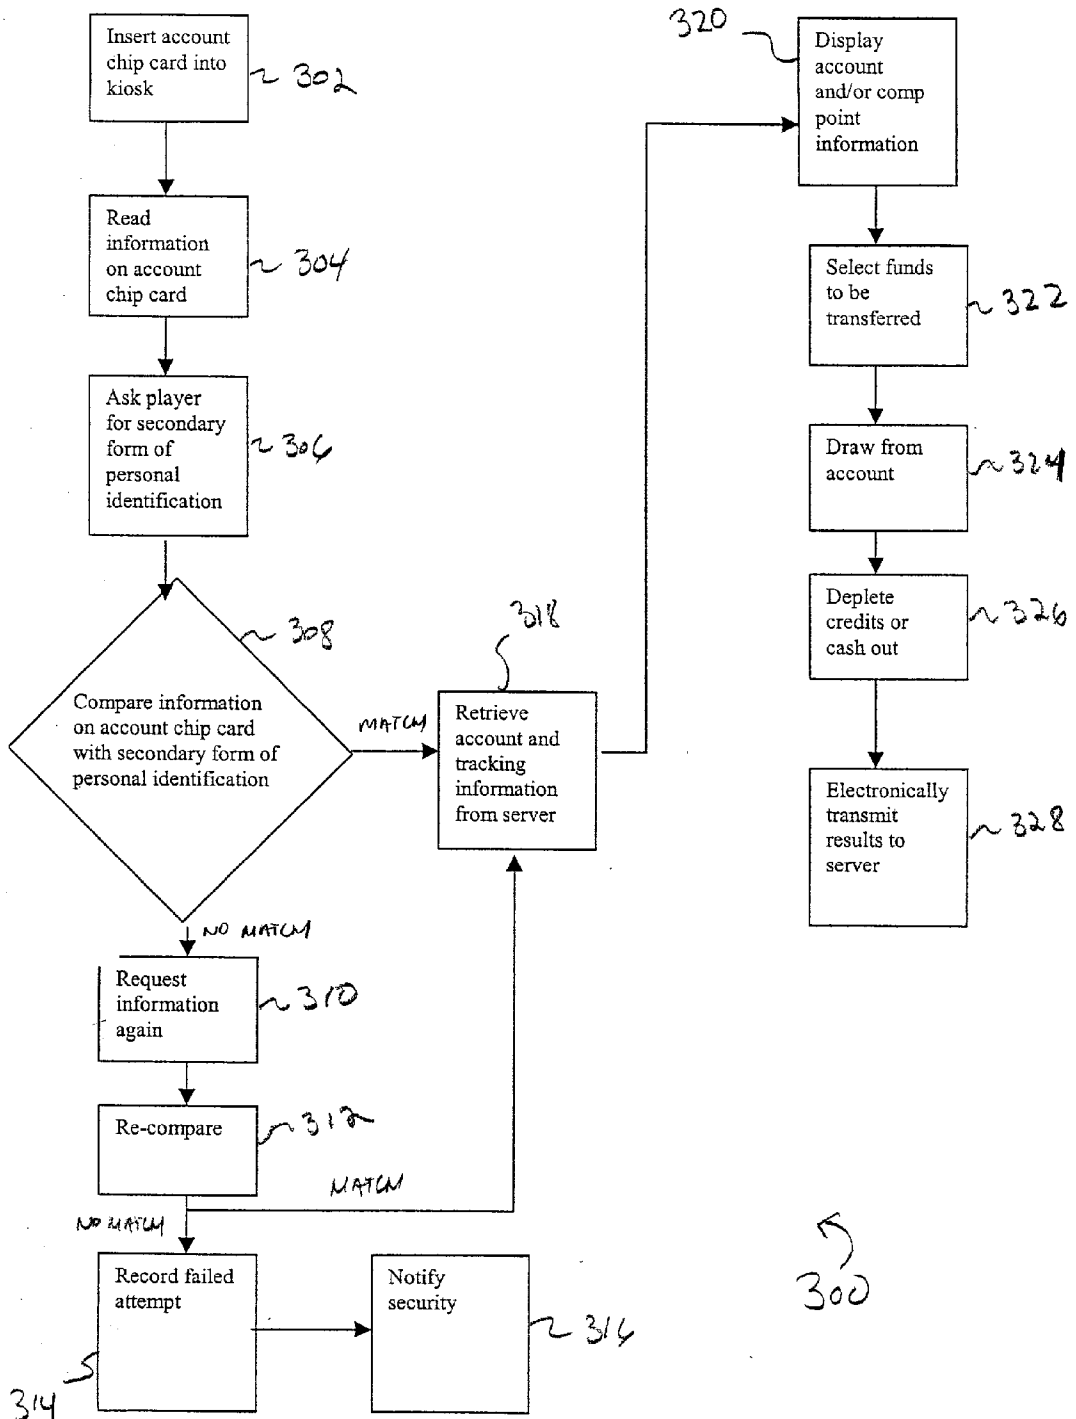 Insert account
chip card into
kiosk
302
Read
information
on account
chip card
304
Ask player
for secondary
form of
personal
identification
306
308
Compare information
on account chip card
with secondary form of
personal identification
MATCH
318
Retrieve
account and
tracking
information
from server
NO MATCH
Request
information
again
310
Re-compare
312
MATCH
NO MATCH
Record failed
attempt
314
Notify
security
316
320
Display
account
and/or comp
point
information
Select funds
to be
transferred
322
Draw from
account
324
Deplete
credits or
cash out
326
Electronically
transmit
results to
server
328
300